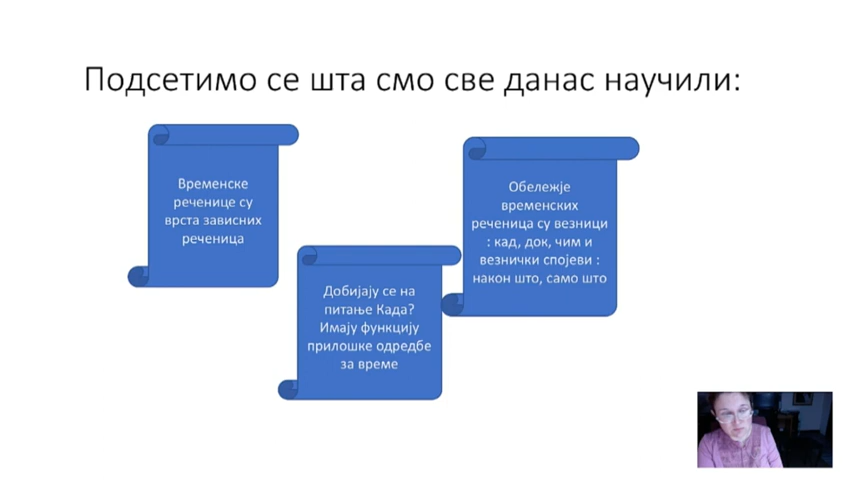 Подсетимо се шта смо све данас научили:
Временске
реченице су
врста зависних
реченица
Добијају се на
питање Када?
Имају функцију
прилошке одредбе
за време
Обележје
временских
реченица су везници
: кад, док, чим и
везнички спојеви :
након што, само што